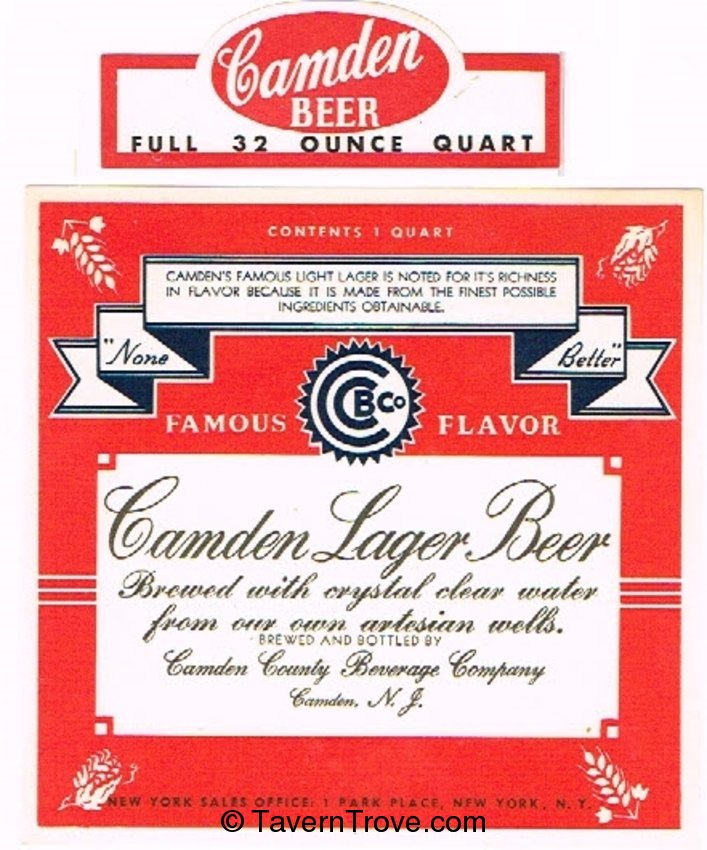 Camden
BEER
FULL 32 OUNCE QUART
CONTENTS 1 QUART
CAMDEN'S FAMOUS LIGHT LAGER IS NOTED FOR IT'S RICHNESS
IN FLAVOR BECAUSE IT IS MADE FROM THE FINEST POSSIBLE
INGREDIENTS OBTAINABLE.
"None Better"
CCBCo
FAMOUS FLAVOR
Camden Lager Beer
Brewed with crystal clear water
from our own artesian wells.
BREWED AND BOTTLED BY
Camden County Beverage Company
Camden, N. J.
NEW YORK SALES OFFICE: 1 PARK PLACE, NEW YORK, N. Y.
© TavernTrove.com